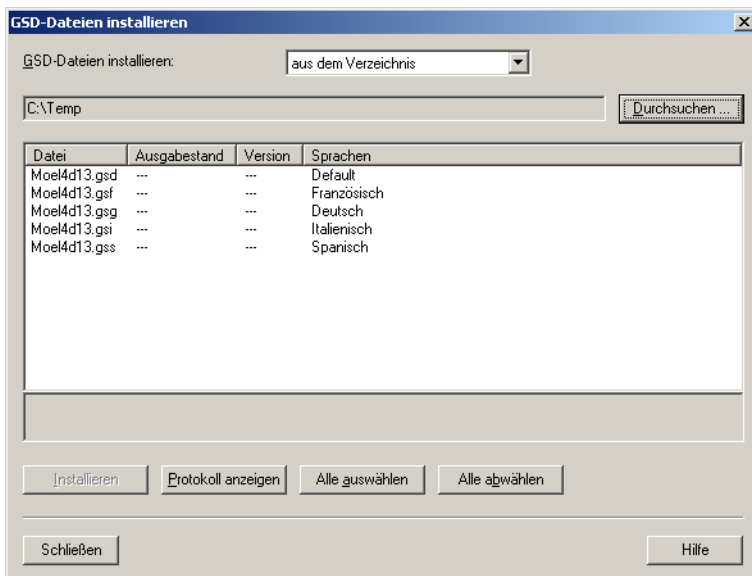 GSD-Dateien installieren
GSD-Dateien installieren: aus dem Verzeichnis
C:\Temp Durchsuchen ...
Datei Ausgabestand Version Sprachen
Moel4d13.gsd --- --- Default
Moel4d13.gsf --- --- Französisch
Moel4d13.gsg --- --- Deutsch
Moel4d13.gsi --- --- Italienisch
Moel4d13.gss --- --- Spanisch
Installieren Protokoll anzeigen Alle auswählen Alle abwählen
Schließen Hilfe